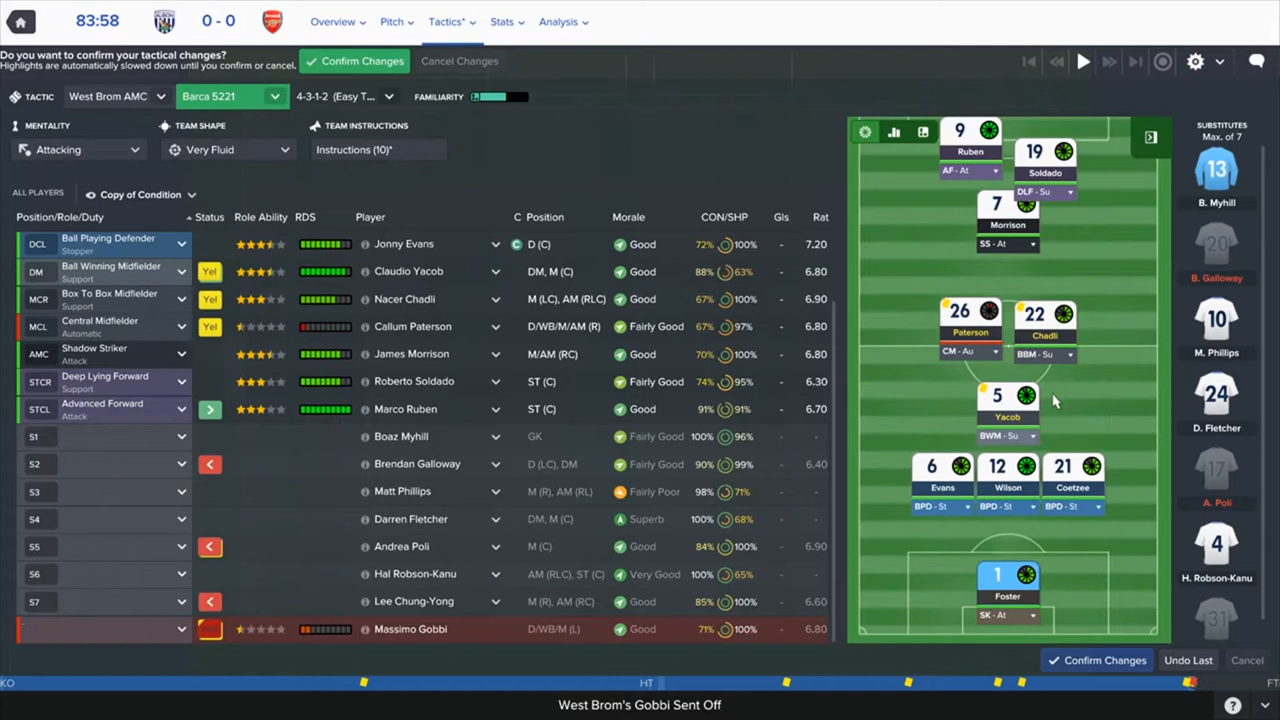 83:58
0 - 0
Overview
Pitch
Tactics*
Stats
Analysis
Do you want to confirm your tactical changes?
Highlights are automatically slowed down until you confirm or cancel.
Confirm Changes
Cancel Changes
TACTIC
West Brom AMC
Barca 5221
4-3-1-2 (Easy T...
FAMILIARITY
MENTALITY
TEAM SHAPE
TEAM INSTRUCTIONS
Attacking
Very Fluid
Instructions (10)*
ALL PLAYERS
Copy of Condition
Position/Role/Duty Status Role Ability RDS Player C Position Morale CON/SHP Gls Rat
DCL Ball Playing Defender Jonny Evans C D (C) Good 72% 100% - 7.20
Stopper
DM Ball Winning Midfielder Yel Claudio Yacob DM, M (C) Good 88% 63% - 6.80
Support
MCR Box To Box Midfielder Yel Nacer Chadli M (LC), AM (RLC) Good 67% 100% - 6.90
Support
MCL Central Midfielder Yel Callum Paterson D/WB/M/AM (R) Fairly Good 67% 97% - 6.80
Automatic
AMC Shadow Striker James Morrison M/AM (RC) Good 70% 100% - 6.80
Attack
STCR Deep Lying Forward Roberto Soldado ST (C) Fairly Good 74% 95% - 6.30
Support
STCL Advanced Forward Marco Ruben ST (C) Good 91% 91% - 6.70
Attack
S1 Boaz Myhill GK Fairly Good 100% 96% - -
S2 Brendan Galloway D (LC), DM Fairly Good 90% 99% - 6.40
S3 Matt Phillips M (R), AM (RL) Fairly Poor 98% 71% - -
S4 Darren Fletcher DM, M (C) Superb 100% 68% - -
S5 Andrea Poli M (C) Good 84% 100% - 6.90
S6 Hal Robson-Kanu AM (RLC), ST (C) Very Good 100% 65% - -
S7 Lee Chung-Yong M (R), AM (RC) Good 85% 100% - 6.60
- Massimo Gobbi D/WB/M (L) Good 71% 100% - 6.80
9
Ruben
AF - At
19
Soldado
DLF - Su
7
Morrison
SS - At
26
Paterson
CM - Au
22
Chadli
BBM - Su
5
Yacob
BWM - Su
6
Evans
BPD - St
12
Wilson
BPD - St
21
Coetzee
BPD - St
1
Foster
SK - At
SUBSTITUTES
Max. of 7
13
B. Myhill
20
B. Galloway
10
M. Phillips
24
D. Fletcher
17
A. Poli
4
H. Robson-Kanu
31
Confirm Changes
Undo Last
Cancel
KO
HT
FT
West Brom's Gobbi Sent Off